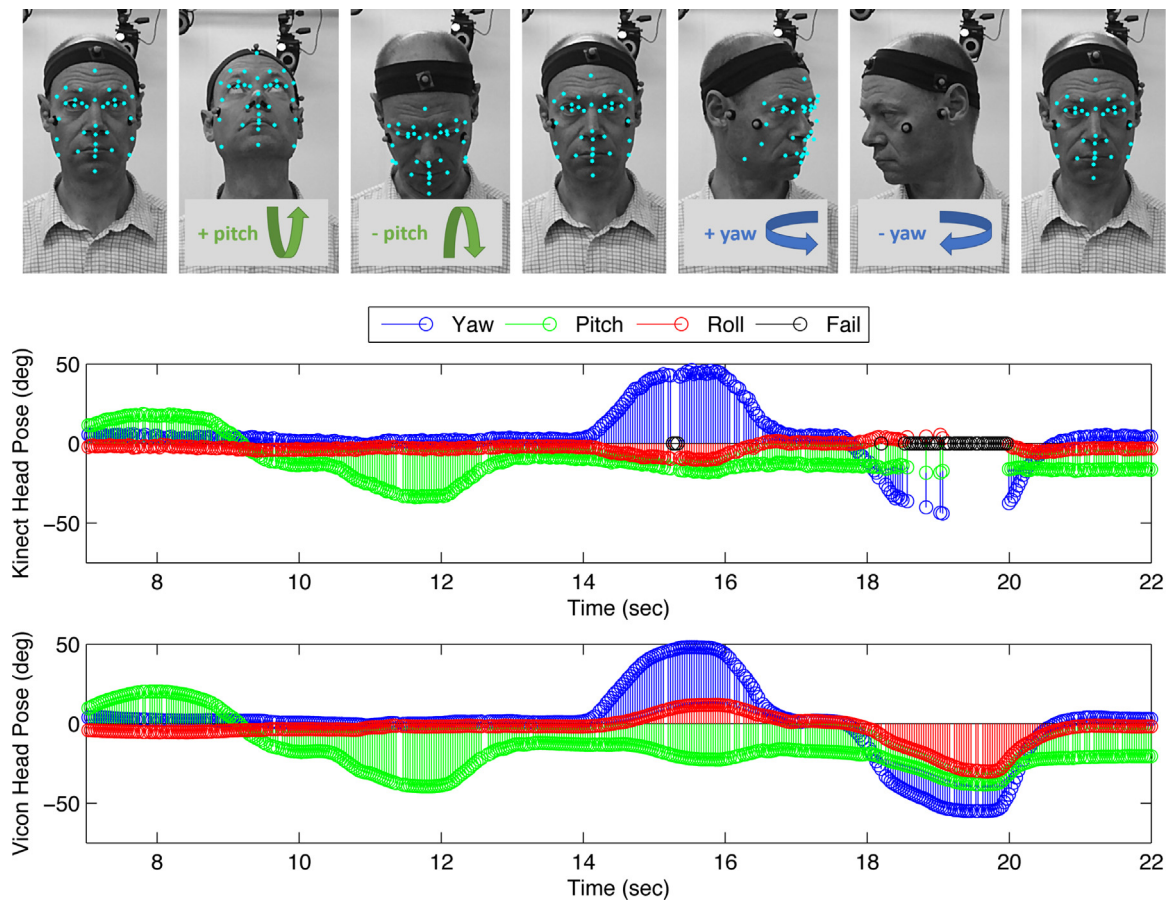 + pitch
- pitch
+ yaw
- yaw
Yaw Pitch Roll Fail
Kinect Head Pose (deg)
50
0
−50
8 10 12 14 16 18 20 22
Time (sec)
Vicon Head Pose (deg)
50
0
−50
8 10 12 14 16 18 20 22
Time (sec)